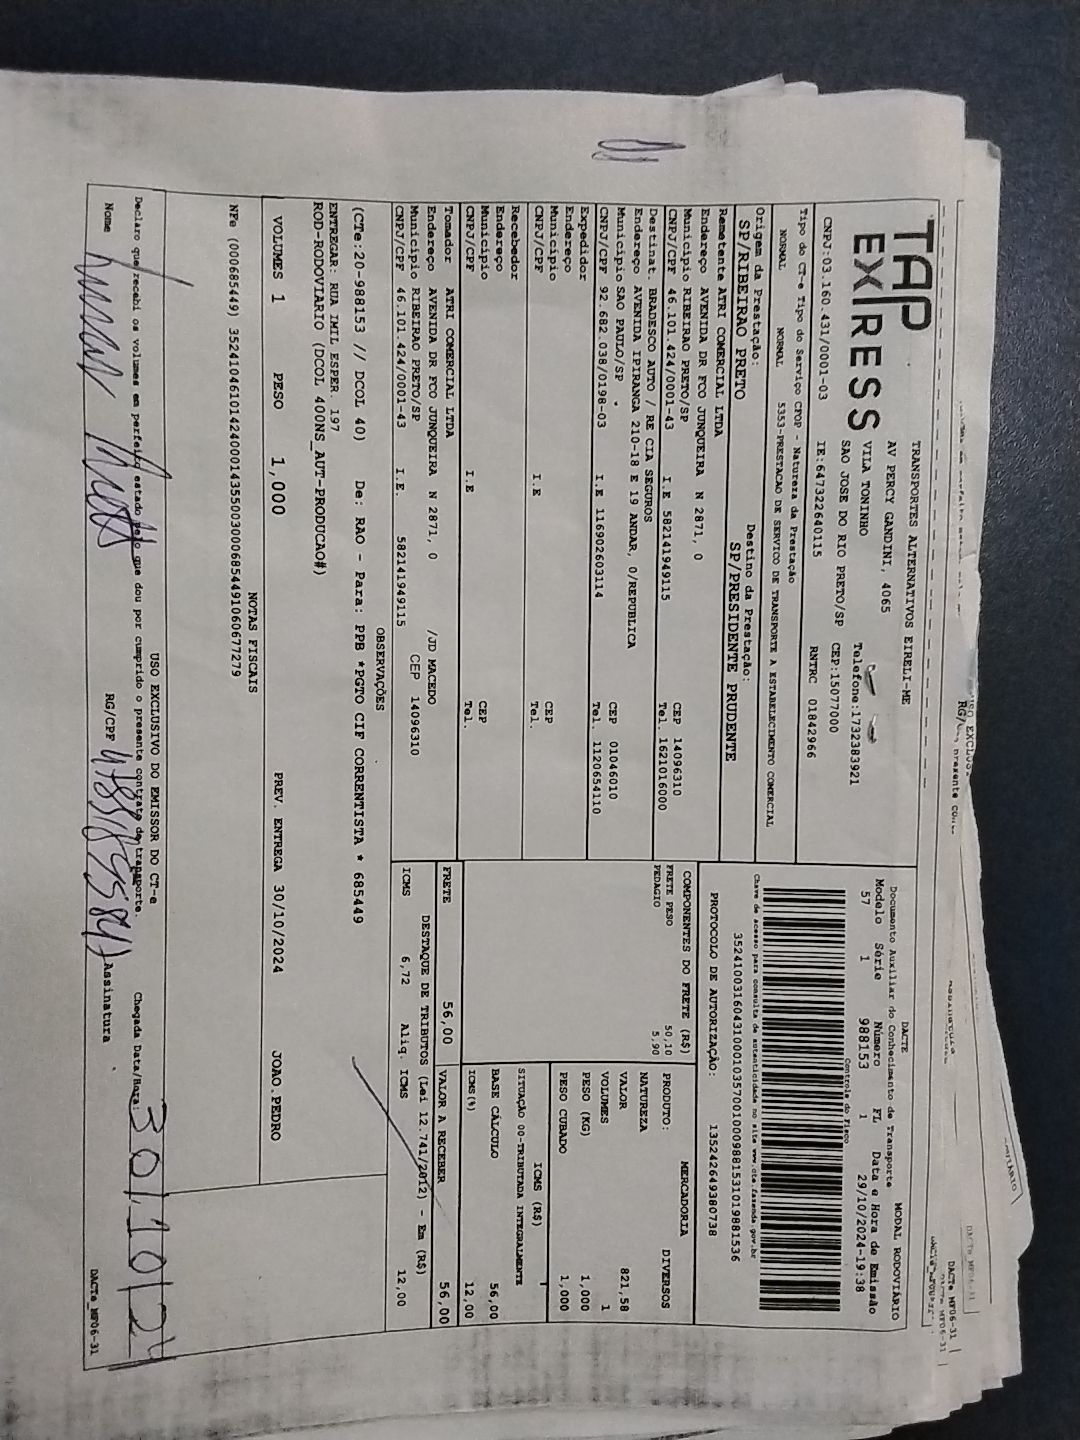 TAP
EXPRESS
TRANSPORTES ALTERNATIVOS EIRELI-ME
AV PERCY GANDINI, 4065
VILA TONINHO
SAO JOSE DO RIO PRETO/SP CEP:15077000
Telefone:1732383921
CNPJ:03.160.431/0001-03 IE:647322640115 RNTRC 01842966
DACTE
Documento Auxiliar do Conhecimento de Transporte
MODAL RODOVIÁRIO
Modelo Série Número FL Data e Hora de Emissão
57 1 988153 1 29/10/2024-19:38
Controle do Fisco
Chave de acesso para consulta de autenticidade no site www.cte.fazenda.gov.br
35241003160431000103570010009881531019881536
PROTOCOLO DE AUTORIZAÇÃO: 135242649380738
Tipo do CT-e Tipo do Serviço CFOP - Natureza da Prestação
NORMAL NORMAL 5353-PRESTACAO DE SERVICO DE TRANSPORTE A ESTABELECIMENTO COMERCIAL
Origem da Prestação: Destino da Prestação:
SP/RIBEIRAO PRETO SP/PRESIDENTE PRUDENTE
Remetente ATRI COMERCIAL LTDA
Endereço AVENIDA DR FCO JUNQUEIRA N 2871, 0
Município RIBEIRAO PRETO/SP CEP 14096310
CNPJ/CPF 46.101.424/0001-43 I.E 582141949115 Tel. 1621016000
Destinat. BRADESCO AUTO / RE CIA SEGUROS
Endereço AVENIDA IPIRANGA 210-18 E 19 ANDAR, 0/REPUBLICA
Município SAO PAULO/SP CEP 01046010
CNPJ/CPF 92.682.038/0198-03 I.E 116902603114 Tel. 1120654110
Expedidor
Endereço
Município CEP
CNPJ/CPF I.E Tel.
Recebedor
Endereço
Município CEP
CNPJ/CPF I.E Tel.
Tomador ATRI COMERCIAL LTDA
Endereço AVENIDA DR FCO JUNQUEIRA N 2871, 0 /JD MACEDO
Município RIBEIRAO PRETO/SP CEP 14096310
CNPJ/CPF 46.101.424/0001-43 I.E. 582141949115
COMPONENTES DO FRETE (R$)
FRETE PESO 50,10
PEDAGIO 5,90
PRODUTO: MERCADORIA
NATUREZA DIVERSOS
VALOR 821,58
VOLUMES 1
PESO (KG) 1,000
PESO CUBADO 1,000
ICMS (R$)
SITUAÇÃO 00-TRIBUTADA INTEGRALMENTE
BASE CÁLCULO 56,00
ICMS(%) 12,00
FRETE 56,00 VALOR A RECEBER 56,00
DESTAQUE DE TRIBUTOS (Lei 12.741/2012) - Em (R$)
ICMS 6,72 Aliq. ICMS 12,00
OBSERVAÇÕES
(CTe:20-988153 // DCOL 40) De: RAO - Para: PPB *PGTO CIF CORRENTISTA * 685449
ENTREGAR: RUA IMIL ESPER. 197
ROD-RODOVIARIO (DCOL 400NS_AUT-PRODUCAO#)
VOLUMES 1 PESO 1,000 PREV. ENTREGA 30/10/2024 JOAO.PEDRO
NOTAS FISCAIS
NFe (000685449) 35241046101424000143550030006854491060677279
USO EXCLUSIVO DO EMISSOR DO CT-e
Declaro que recebi os volumes em perfeito estado pelo que dou por cumprido o presente contrato de transporte. Chegada Data/Hora: 30/10/24
Nome RG/CPF Assinatura
DACTe MF06-31